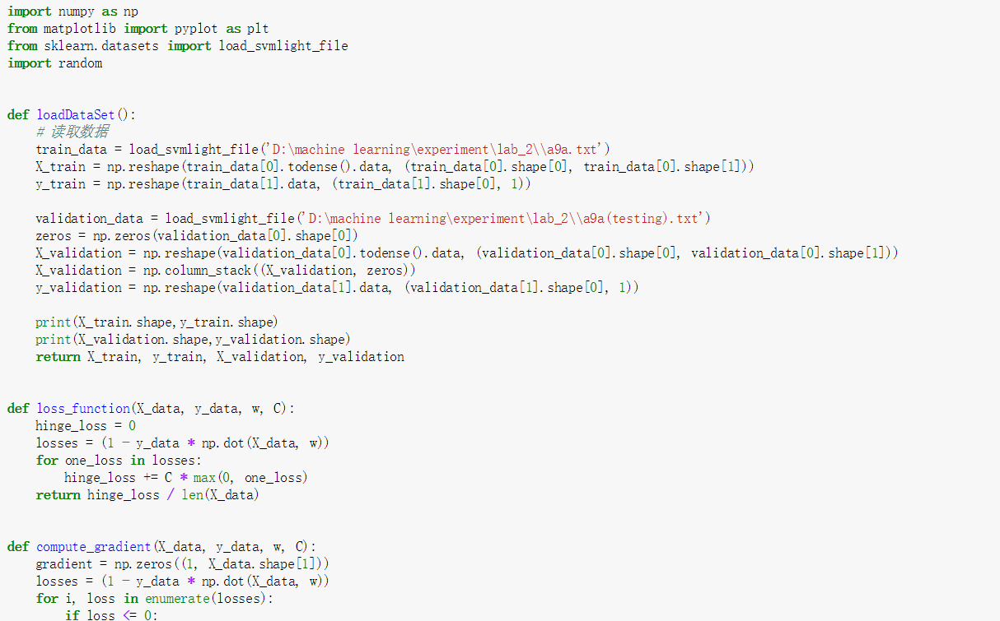 import numpy as np
from matplotlib import pyplot as plt
from sklearn.datasets import load_svmlight_file
import random
def loadDataSet():
    # 读取数据
    train_data = load_svmlight_file('D:\machine learning\experiment\lab_2\\a9a.txt')
    X_train = np.reshape(train_data[0].todense().data, (train_data[0].shape[0], train_data[0].shape[1]))
    y_train = np.reshape(train_data[1].data, (train_data[1].shape[0], 1))
    validation_data = load_svmlight_file('D:\machine learning\experiment\lab_2\\a9a(testing).txt')
    zeros = np.zeros(validation_data[0].shape[0])
    X_validation = np.reshape(validation_data[0].todense().data, (validation_data[0].shape[0], validation_data[0].shape[1]))
    X_validation = np.column_stack((X_validation, zeros))
    y_validation = np.reshape(validation_data[1].data, (validation_data[1].shape[0], 1))
    print(X_train.shape,y_train.shape)
    print(X_validation.shape,y_validation.shape)
    return X_train, y_train, X_validation, y_validation
def loss_function(X_data, y_data, w, C):
    hinge_loss = 0
    losses = (1 - y_data * np.dot(X_data, w))
    for one_loss in losses:
        hinge_loss += C * max(0, one_loss)
    return hinge_loss / len(X_data)
def compute_gradient(X_data, y_data, w, C):
    gradient = np.zeros((1, X_data.shape[1]))
    losses = (1 - y_data * np.dot(X_data, w))
    for i, loss in enumerate(losses):
        if loss <= 0: